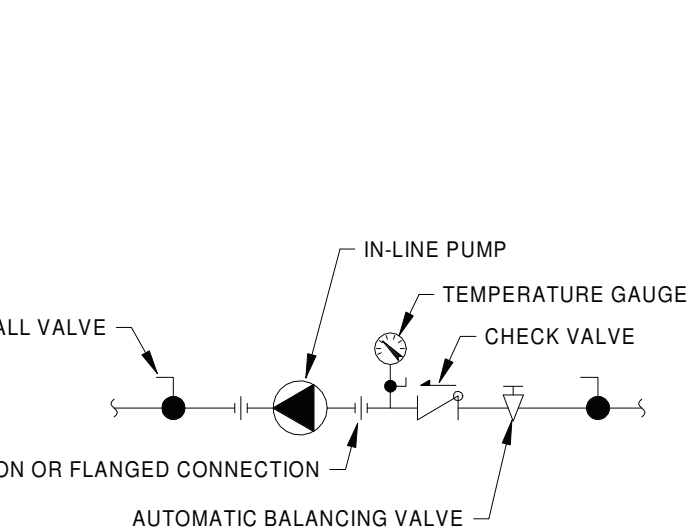 IN-LINE PUMP
TEMPERATURE GAUGE
ALL VALVE
CHECK VALVE
ON OR FLANGED CONNECTION
AUTOMATIC BALANCING VALVE